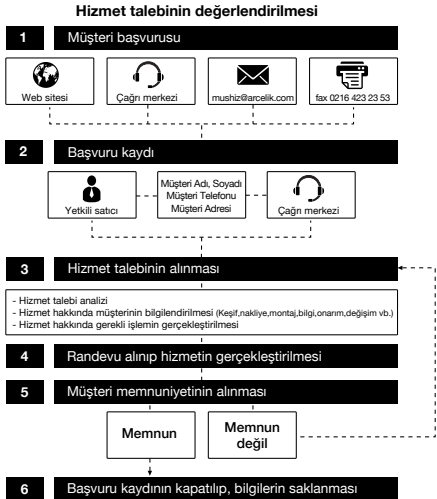 Hizmet talebinin değerlendirilmesi
1 Müşteri başvurusu
Web sitesi
Çağrı merkezi
mushiz@arcelik.com
fax 0216 423 23 53
2 Başvuru kaydı
Yetkili satıcı
Müşteri Adı, Soyadı
Müşteri Telefonu
Müşteri Adresi
Çağrı merkezi
3 Hizmet talebinin alınması
- Hizmet talebi analizi
- Hizmet hakkında müşterinin bilgilendirilmesi (Keşif,nakliye,montaj,bilgi,onarım,değişim vb.)
- Hizmet hakkında gerekli işlemin gerçekleştirilmesi
4 Randevu alınıp hizmetin gerçekleştirilmesi
5 Müşteri memnuniyetinin alınması
Memnun
Memnun
değil
6 Başvuru kaydının kapatılıp, bilgilerin saklanması